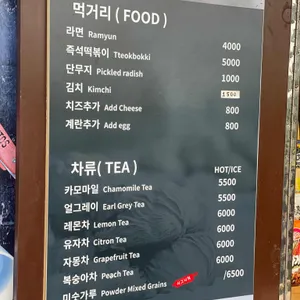 먹거리 ( FOOD )
라면 Ramyun 4000
즉석떡볶이 Tteokbokki 5000
단무지 Pickled radish 1000
김치 Kimchi 1500
치즈추가 Add Cheese 800
계란추가 Add egg 800
차류( TEA ) HOT/ICE
카모마일 Chamomile Tea 5500
얼그레이 Earl Grey Tea 5500
레몬차 Lemon Tea 6000
유자차 Citron Tea 6000
자몽차 Grapefruit Tea 6000
복숭아차 Peach Tea 6000
미숫가루 Powder Mixed Grains /6500